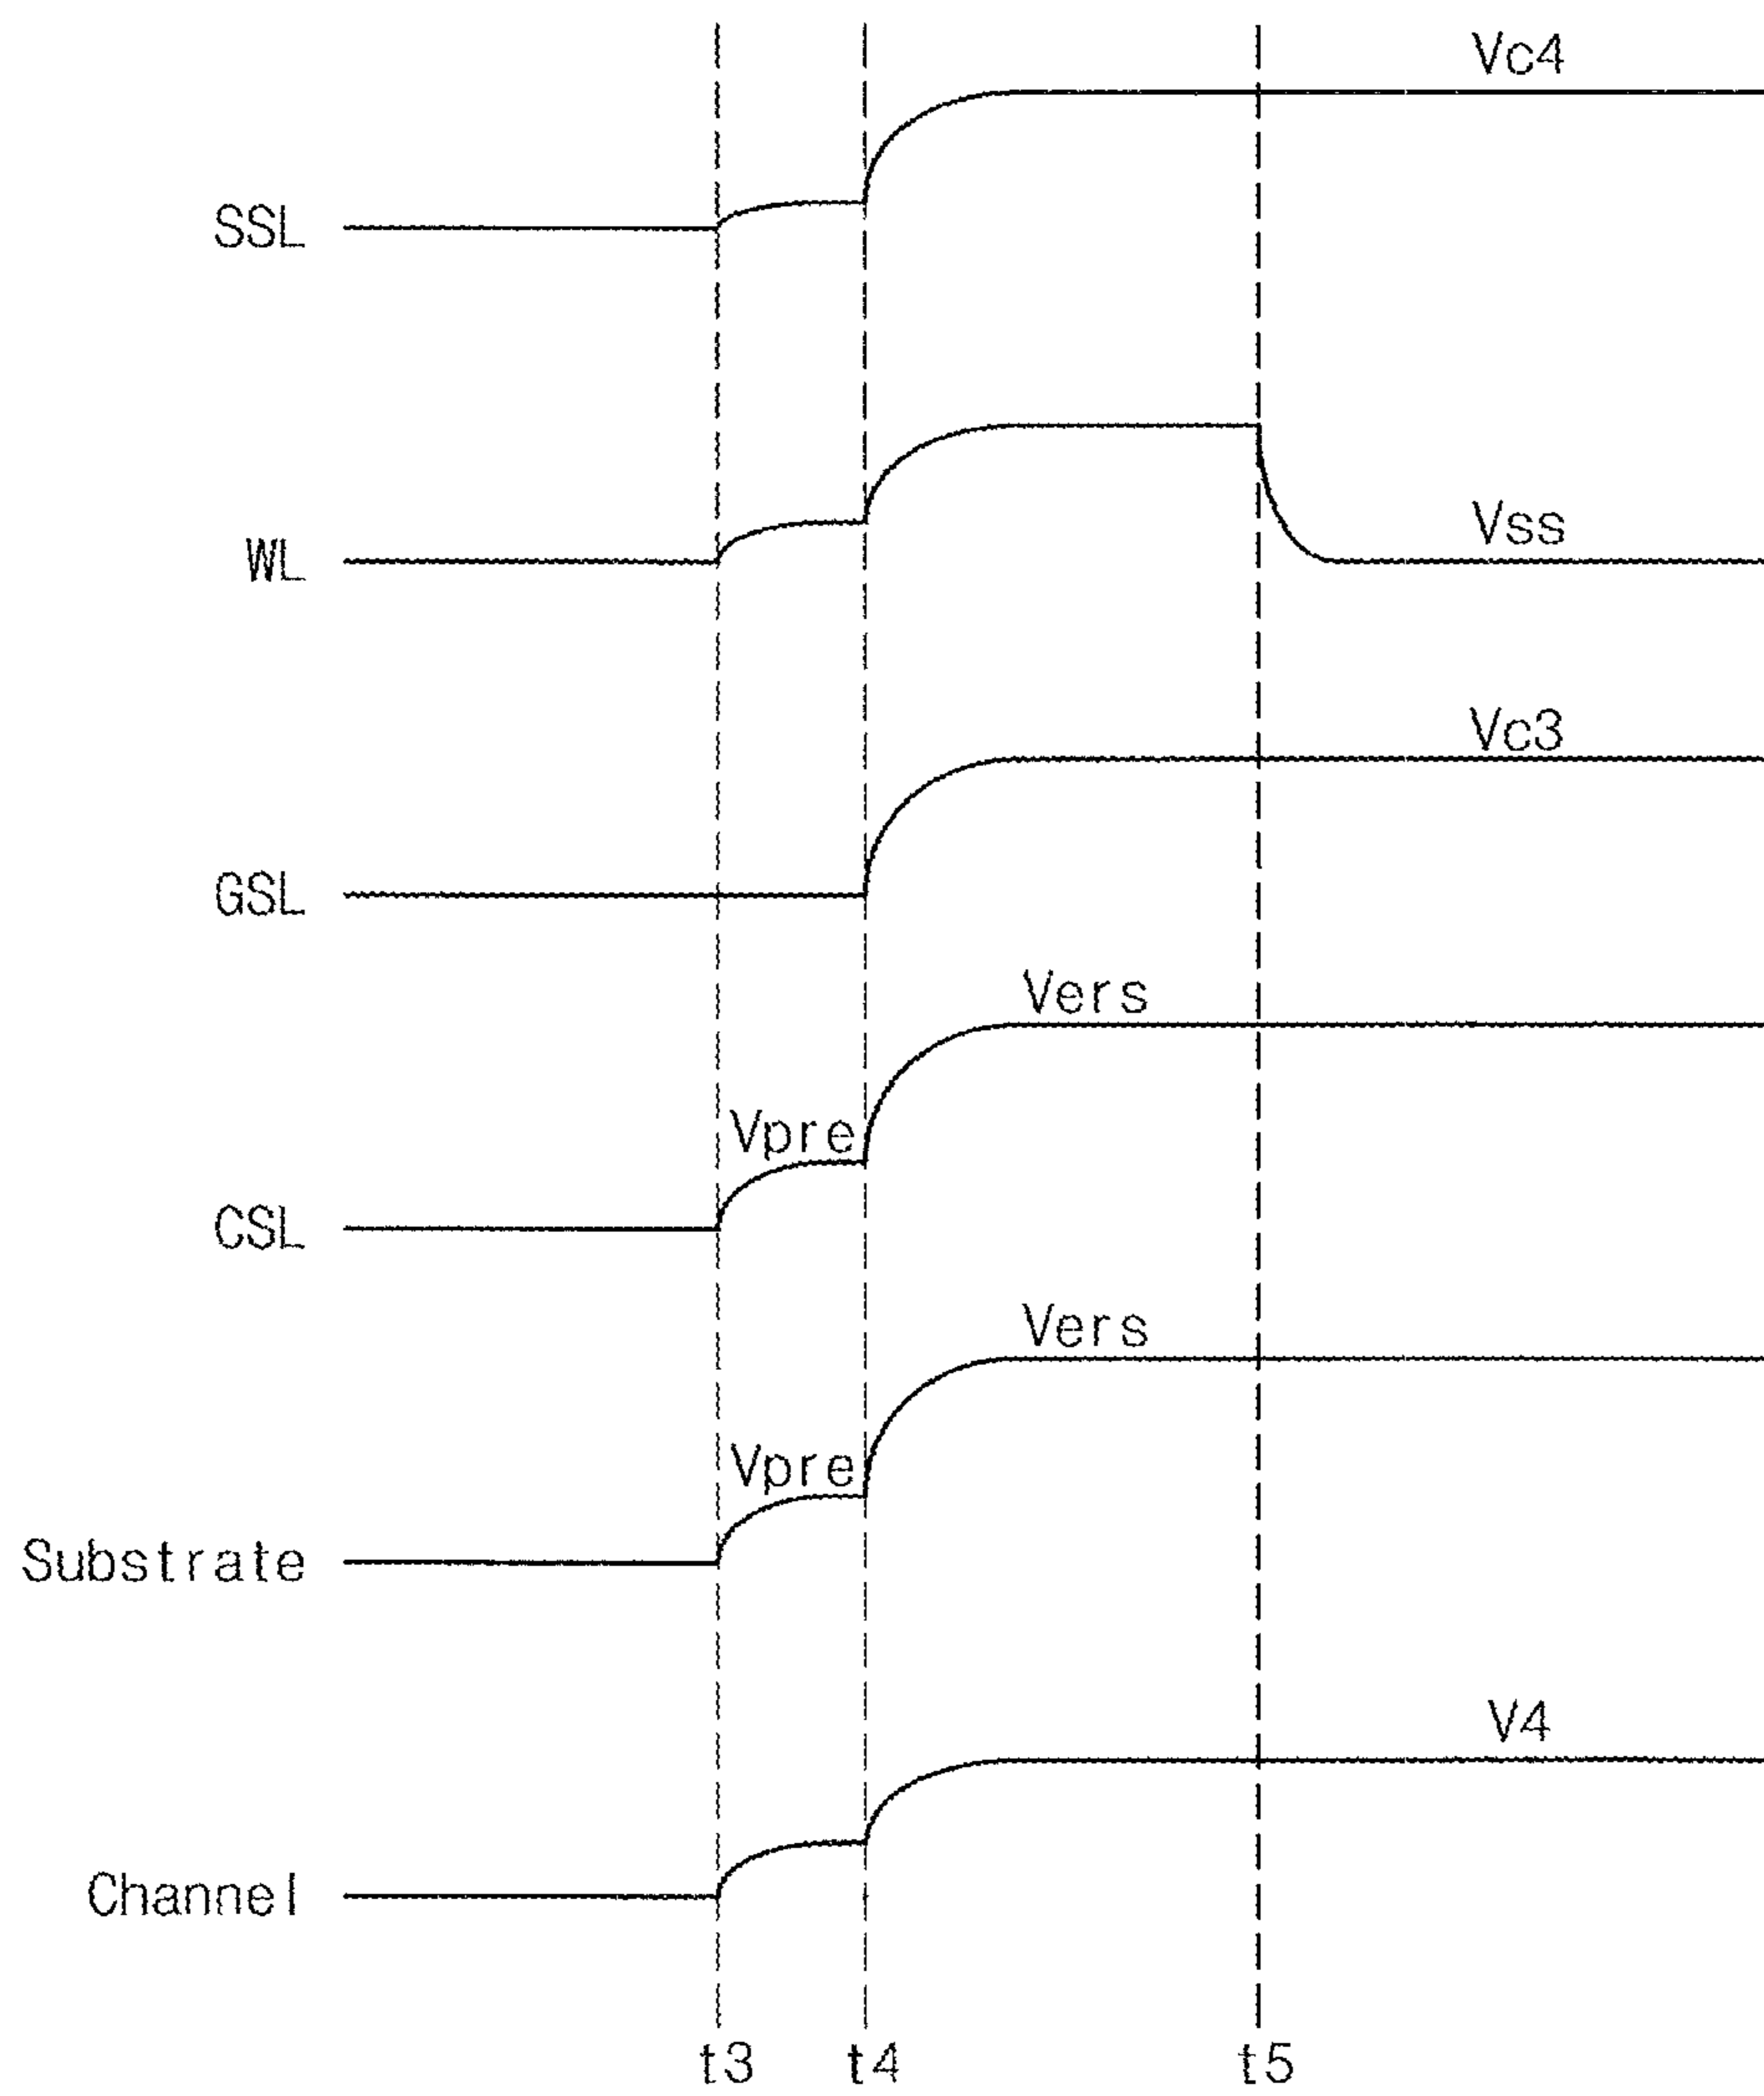 Vc4
SSL
Vss
WL
Vc3
GSL
Vers
Vpre
CSL
Vers
Vpre
Substrate
V4
Channel
t3 t4 t5